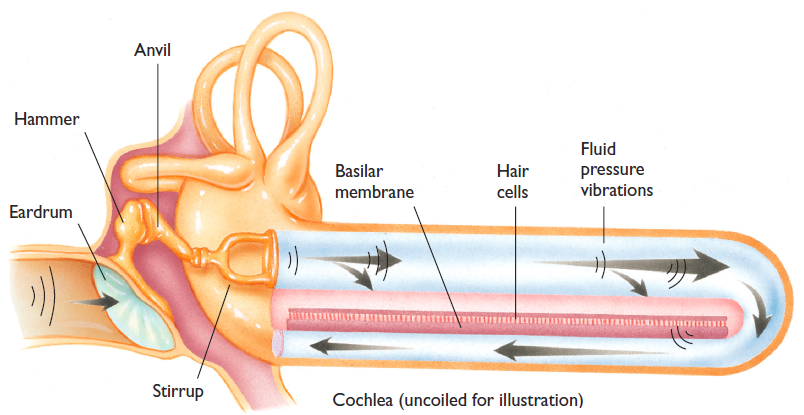 Anvil
Hammer
Eardrum
Basilar
membrane
Hair
cells
Fluid
pressure
vibrations
Stirrup
Cochlea (uncoiled for illustration)